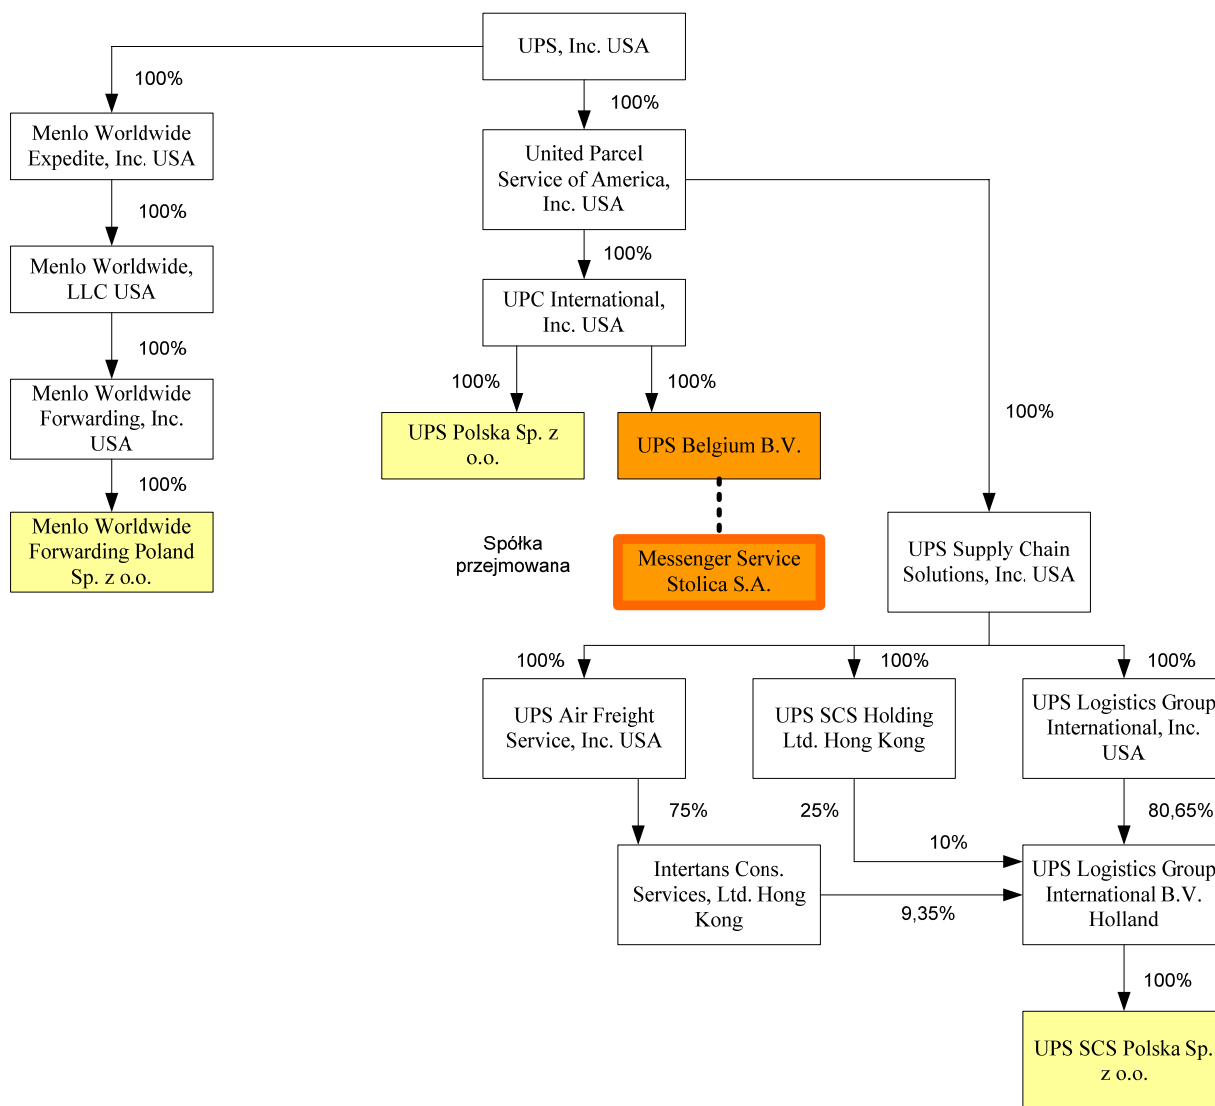 UPS, Inc. USA
100%
100%
Menlo Worldwide
Expedite, Inc. USA
United Parcel
Service of America,
Inc. USA
100%
100%
Menlo Worldwide,
LLC USA
UPC International,
Inc. USA
100%
100%
100%
Menlo Worldwide
Forwarding, Inc.
USA
UPS Polska Sp. z
o.o.
UPS Belgium B.V.
100%
100%
Menlo Worldwide
Forwarding Poland
Sp. z o.o.
Spółka
przejmowana
Messenger Service
Stolica S.A.
UPS Supply Chain
Solutions, Inc. USA
100%
100%
100%
UPS Air Freight
Service, Inc. USA
UPS SCS Holding
Ltd. Hong Kong
UPS Logistics Group
International, Inc.
USA
75%
25%
80,65%
10%
Intertans Cons.
Services, Ltd. Hong
Kong
9,35%
UPS Logistics Group
International B.V.
Holland
100%
UPS SCS Polska Sp.
z o.o.